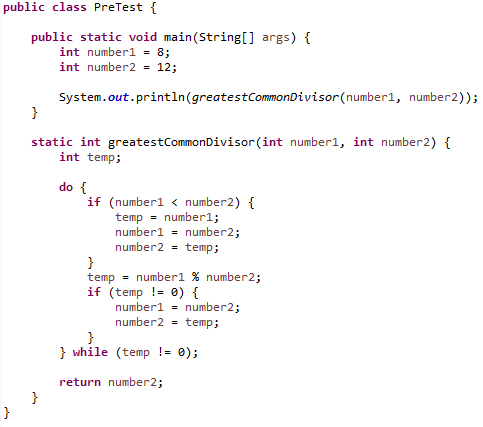 public class PreTest {
public static void main(String[] args) {
int number1 = 8;
int number2 = 12;
System.out.println(greatestCommonDivisor(number1, number2));
}
static int greatestCommonDivisor(int number1, int number2) {
int temp;
do {
if (number1 < number2) {
temp = number1;
number1 = number2;
number2 = temp;
}
temp = number1 % number2;
if (temp != 0) {
number1 = number2;
number2 = temp;
}
} while (temp != 0);
return number2;
}
}